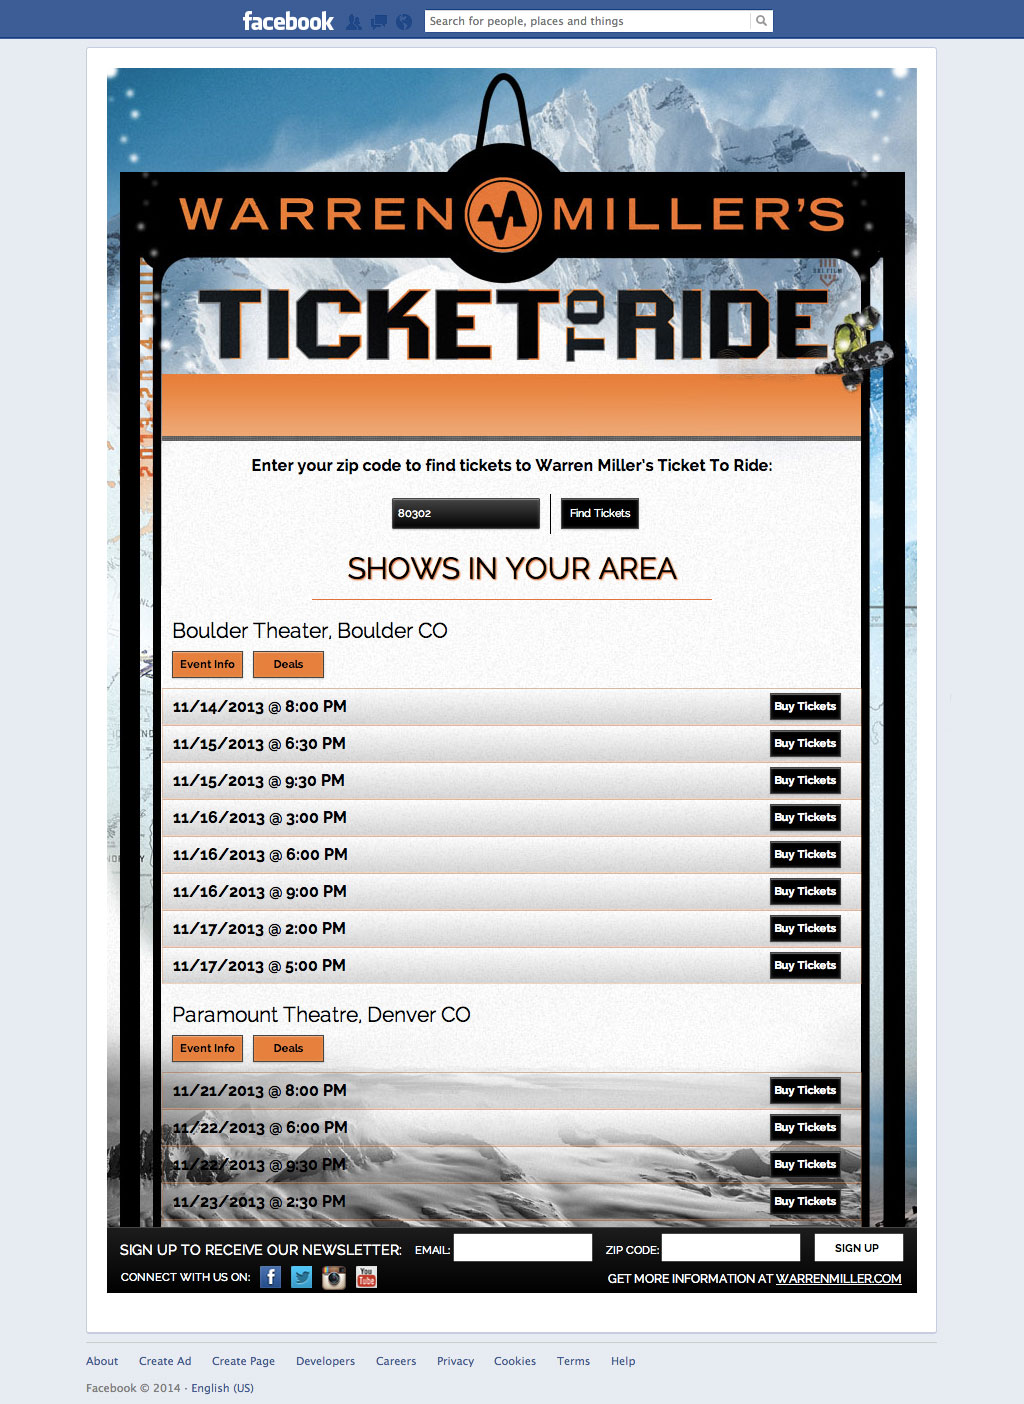 facebook
Search for people, places and things
WARREN MILLER'S
SKI FILM
TICKET TO RIDE
2013-2014 TOUR
Enter your zip code to find tickets to Warren Miller's Ticket To Ride:
80302
Find Tickets
SHOWS IN YOUR AREA
Boulder Theater, Boulder CO
Event Info Deals
11/14/2013 @ 8:00 PM Buy Tickets
11/15/2013 @ 6:30 PM Buy Tickets
11/15/2013 @ 9:30 PM Buy Tickets
11/16/2013 @ 3:00 PM Buy Tickets
11/16/2013 @ 6:00 PM Buy Tickets
11/16/2013 @ 9:00 PM Buy Tickets
11/17/2013 @ 2:00 PM Buy Tickets
11/17/2013 @ 5:00 PM Buy Tickets
Paramount Theatre, Denver CO
Event Info Deals
11/21/2013 @ 8:00 PM Buy Tickets
11/22/2013 @ 6:00 PM Buy Tickets
11/22/2013 @ 9:30 PM Buy Tickets
11/23/2013 @ 2:30 PM Buy Tickets
SIGN UP TO RECEIVE OUR NEWSLETTER: EMAIL: ZIP CODE: SIGN UP
CONNECT WITH US ON: You Tube GET MORE INFORMATION AT WARRENMILLER.COM
About Create Ad Create Page Developers Careers Privacy Cookies Terms Help
Facebook © 2014 · English (US)